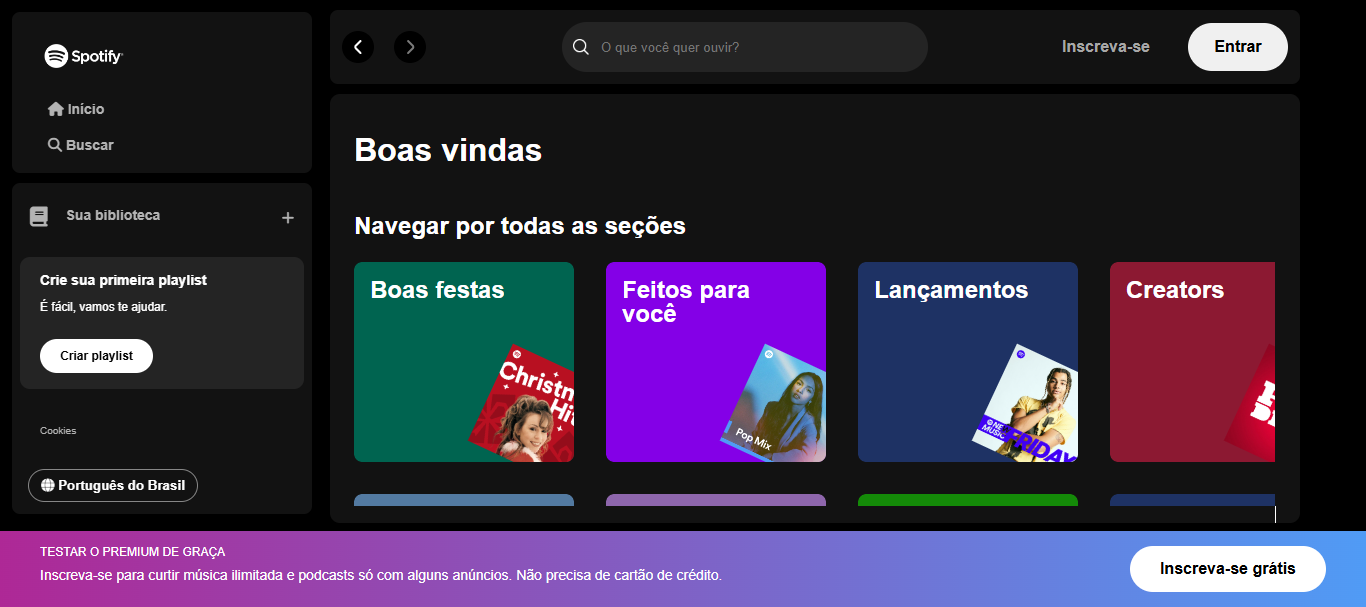 Spotify
Início
Buscar
Sua biblioteca
+
Crie sua primeira playlist
É fácil, vamos te ajudar.
Criar playlist
Cookies
Português do Brasil
O que você quer ouvir?
Inscreva-se
Entrar
Boas vindas
Navegar por todas as seções
Boas festas
Christm
Hit
Feitos para
você
Pop Mix
Lançamentos
NE
MUSIC
FRIDAY
Creators
TESTAR O PREMIUM DE GRAÇA
Inscreva-se para curtir música ilimitada e podcasts só com alguns anúncios. Não precisa de cartão de crédito.
Inscreva-se grátis